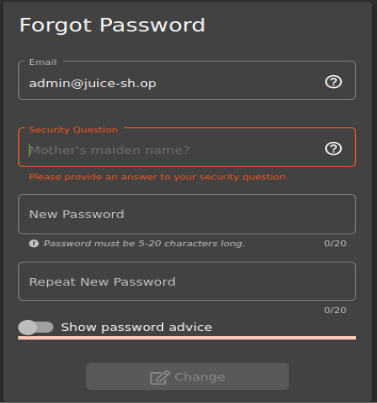 Forgot Password
Email
admin@juice-sh.op
Security Question
Mother's maiden name?
Please provide an answer to your security question.
New Password
Password must be 5-20 characters long.
0/20
Repeat New Password
0/20
Show password advice
Change